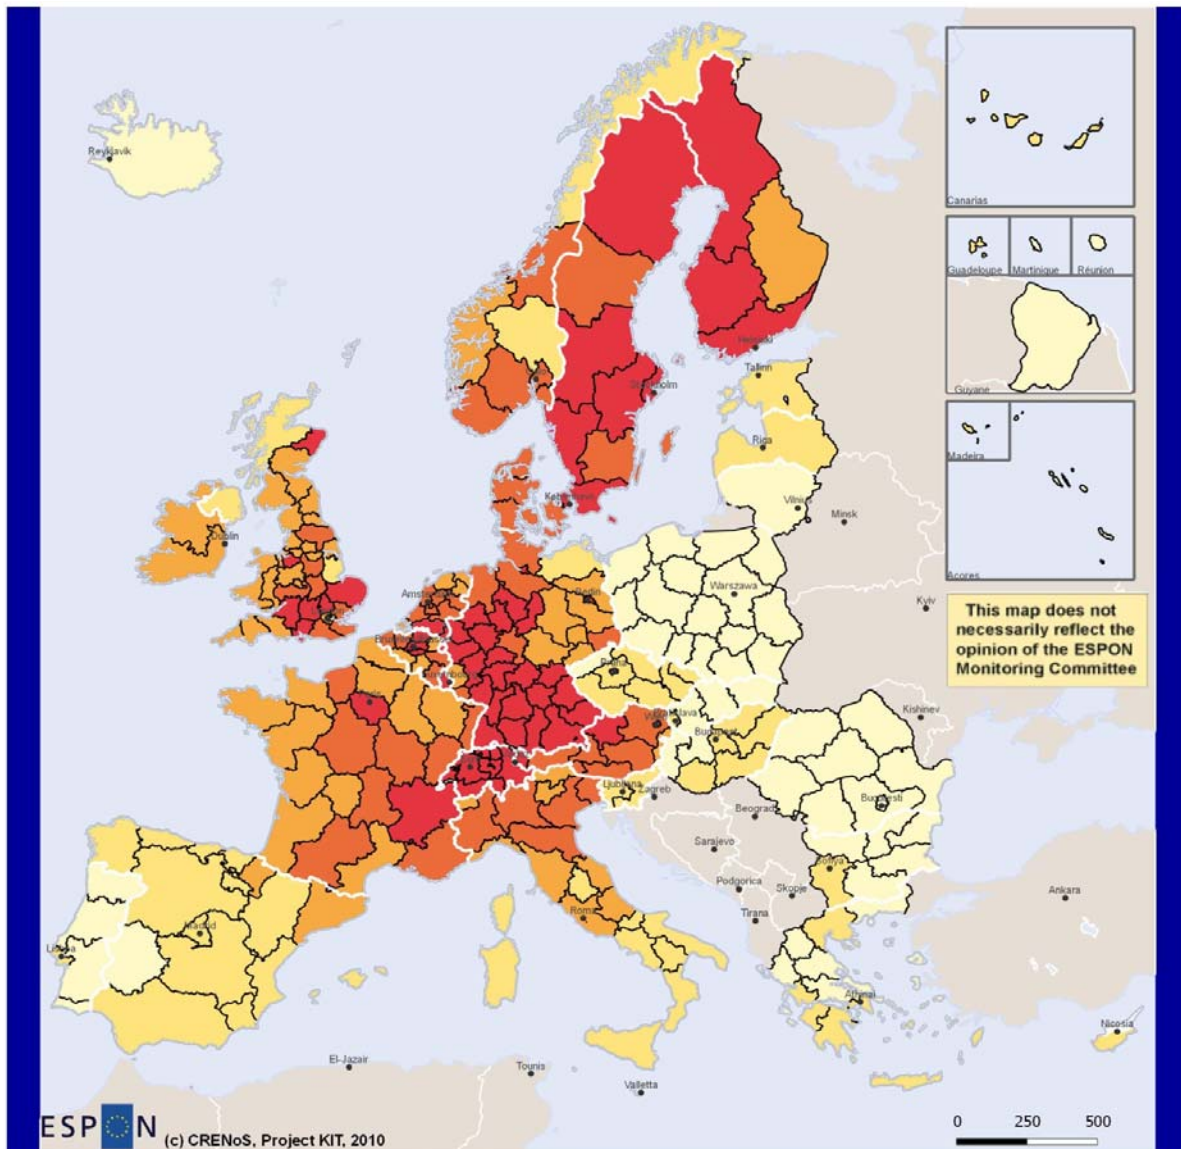 Reykjavik
Canarias
Guadeloupe
Martinique
Réunion
Guyane
Madeira
Acores
This map does not
necessarily reflect the
opinion of the ESPON
Monitoring Committee
Helsinki
Tallinn
Stockholm
Riga
Vilnius
Minsk
Dublin
Amsterdam
Berlin
Warszawa
Kyiv
Paris
Praha
Kishinev
Budapest
Ljubljana
Zagreb
Beograd
Bucuresti
Sarajevo
Sofiya
Podgorica
Skopje
Ankara
Roma
Tirana
Madrid
Lisboa
Athinai
Nicosia
El-Jazair
Tounis
Valletta
ESPON
(c) CRENoS, Project KIT, 2010
0 250 500